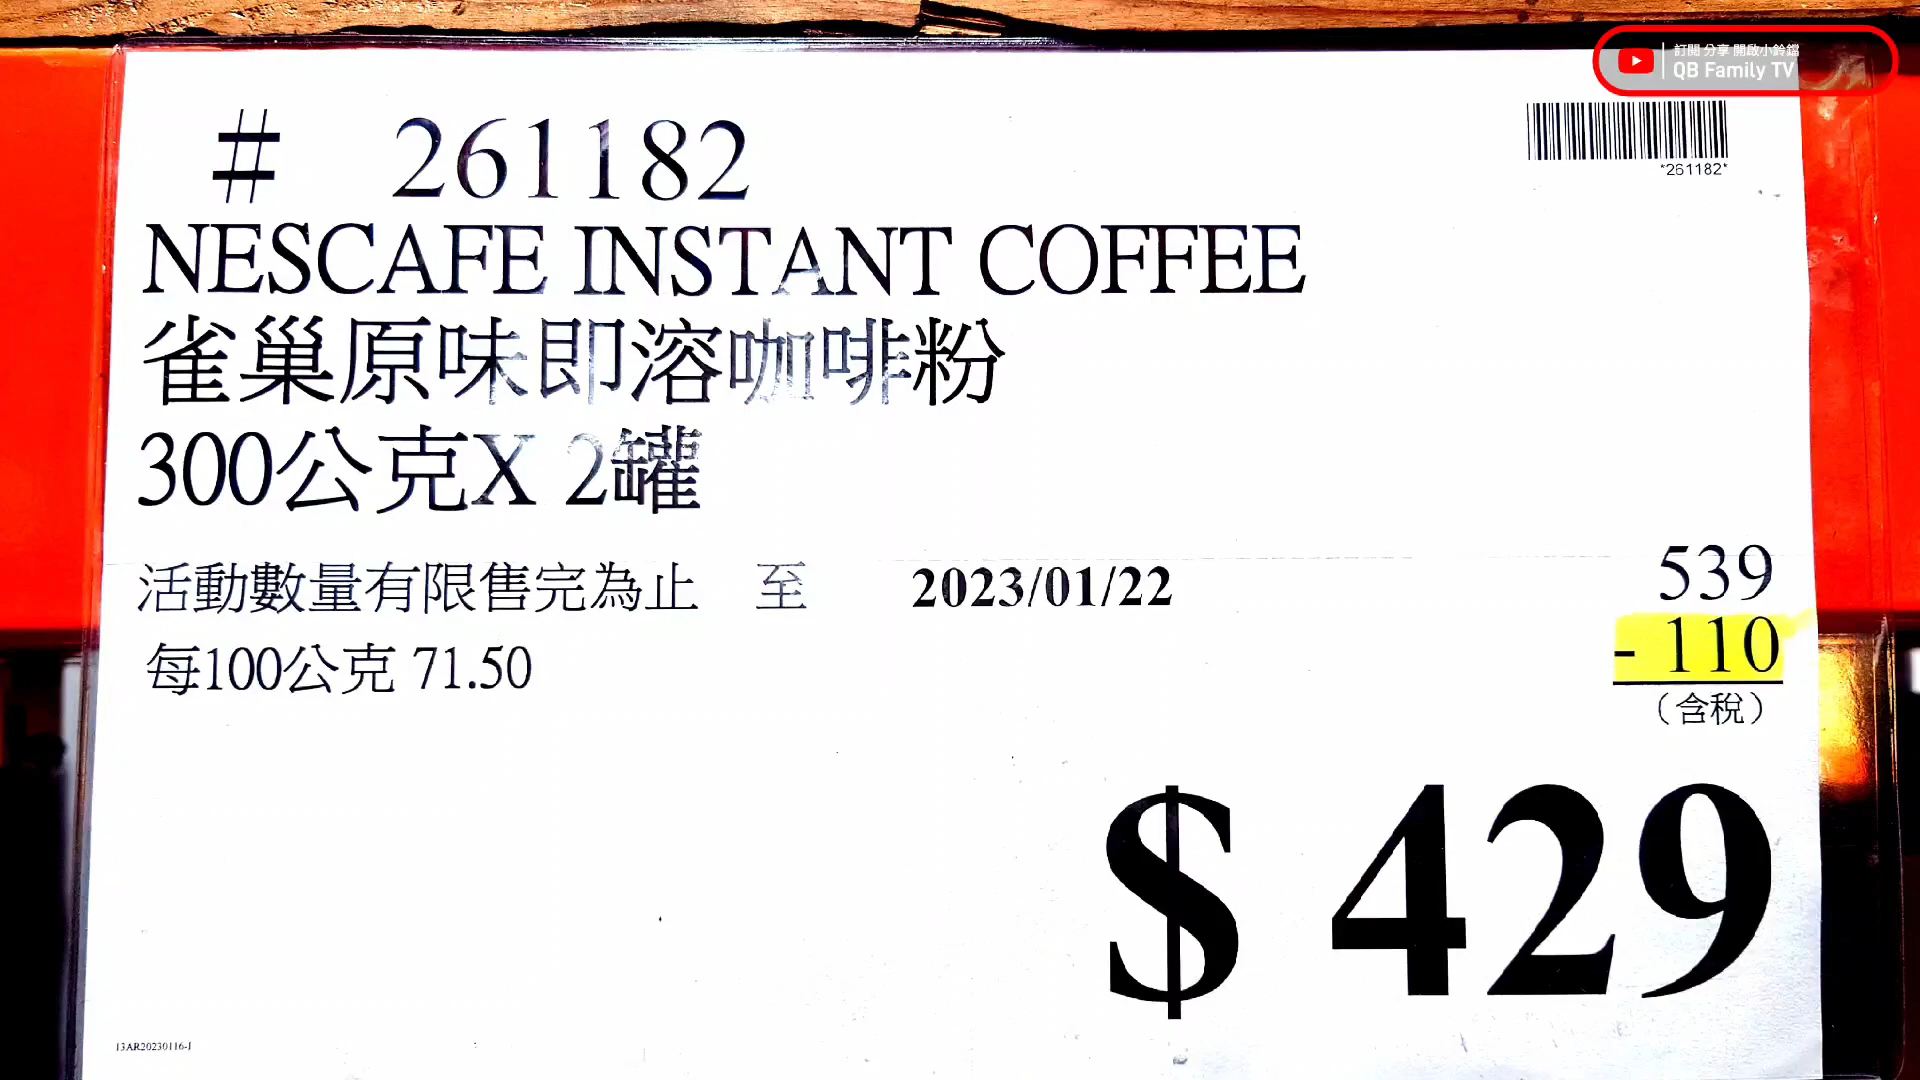 訂閱 分享 開啟小鈴鐺
QB Family TV
# 261182
*261182*
NESCAFE INSTANT COFFEE
雀巢原味即溶咖啡粉
300公克X 2罐
活動數量有限售完為止 至 2023/01/22
539
- 110
每100公克 71.50
(含稅)
$ 429
13AR20230116-1